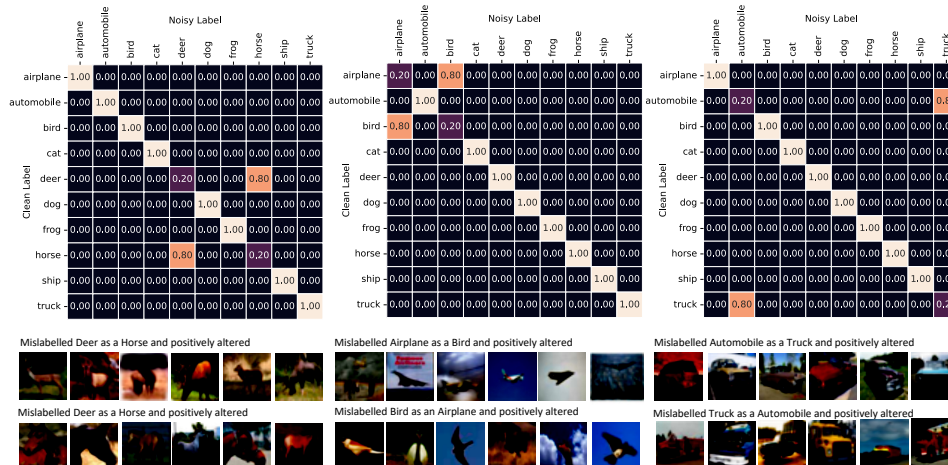 Noisy Label
airplane automobile bird cat deer dog frog horse ship truck
Clean Label
airplane 1.00 0.00 0.00 0.00 0.00 0.00 0.00 0.00 0.00 0.00
automobile 0.00 1.00 0.00 0.00 0.00 0.00 0.00 0.00 0.00 0.00
bird 0.00 0.00 1.00 0.00 0.00 0.00 0.00 0.00 0.00 0.00
cat 0.00 0.00 0.00 1.00 0.00 0.00 0.00 0.00 0.00 0.00
deer 0.00 0.00 0.00 0.00 0.20 0.00 0.00 0.80 0.00 0.00
dog 0.00 0.00 0.00 0.00 0.00 1.00 0.00 0.00 0.00 0.00
frog 0.00 0.00 0.00 0.00 0.00 0.00 1.00 0.00 0.00 0.00
horse 0.00 0.00 0.00 0.00 0.80 0.00 0.00 0.20 0.00 0.00
ship 0.00 0.00 0.00 0.00 0.00 0.00 0.00 0.00 1.00 0.00
truck 0.00 0.00 0.00 0.00 0.00 0.00 0.00 0.00 0.00 1.00
Noisy Label
airplane automobile bird cat deer dog frog horse ship truck
Clean Label
airplane 0.20 0.00 0.80 0.00 0.00 0.00 0.00 0.00 0.00 0.00
automobile 0.00 1.00 0.00 0.00 0.00 0.00 0.00 0.00 0.00 0.00
bird 0.80 0.00 0.20 0.00 0.00 0.00 0.00 0.00 0.00 0.00
cat 0.00 0.00 0.00 1.00 0.00 0.00 0.00 0.00 0.00 0.00
deer 0.00 0.00 0.00 0.00 1.00 0.00 0.00 0.00 0.00 0.00
dog 0.00 0.00 0.00 0.00 0.00 1.00 0.00 0.00 0.00 0.00
frog 0.00 0.00 0.00 0.00 0.00 0.00 1.00 0.00 0.00 0.00
horse 0.00 0.00 0.00 0.00 0.00 0.00 0.00 1.00 0.00 0.00
ship 0.00 0.00 0.00 0.00 0.00 0.00 0.00 0.00 1.00 0.00
truck 0.00 0.00 0.00 0.00 0.00 0.00 0.00 0.00 0.00 1.00
Noisy Label
airplane automobile bird cat deer dog frog horse ship truck
Clean Label
airplane 1.00 0.00 0.00 0.00 0.00 0.00 0.00 0.00 0.00 0.0
automobile 0.00 0.20 0.00 0.00 0.00 0.00 0.00 0.00 0.00 0.8
bird 0.00 0.00 1.00 0.00 0.00 0.00 0.00 0.00 0.00 0.0
cat 0.00 0.00 0.00 1.00 0.00 0.00 0.00 0.00 0.00 0.0
deer 0.00 0.00 0.00 0.00 1.00 0.00 0.00 0.00 0.00 0.0
dog 0.00 0.00 0.00 0.00 0.00 1.00 0.00 0.00 0.00 0.0
frog 0.00 0.00 0.00 0.00 0.00 0.00 1.00 0.00 0.00 0.0
horse 0.00 0.00 0.00 0.00 0.00 0.00 0.00 1.00 0.00 0.0
ship 0.00 0.00 0.00 0.00 0.00 0.00 0.00 0.00 1.00 0.0
truck 0.00 0.80 0.00 0.00 0.00 0.00 0.00 0.00 0.00 0.2
Mislabelled Deer as a Horse and positively altered
Mislabelled Airplane as a Bird and positively altered
Mislabelled Automobile as a Truck and positively altered
Mislabelled Deer as a Horse and positively altered
Mislabelled Bird as an Airplane and positively altered
Mislabelled Truck as a Automobile and positively altered